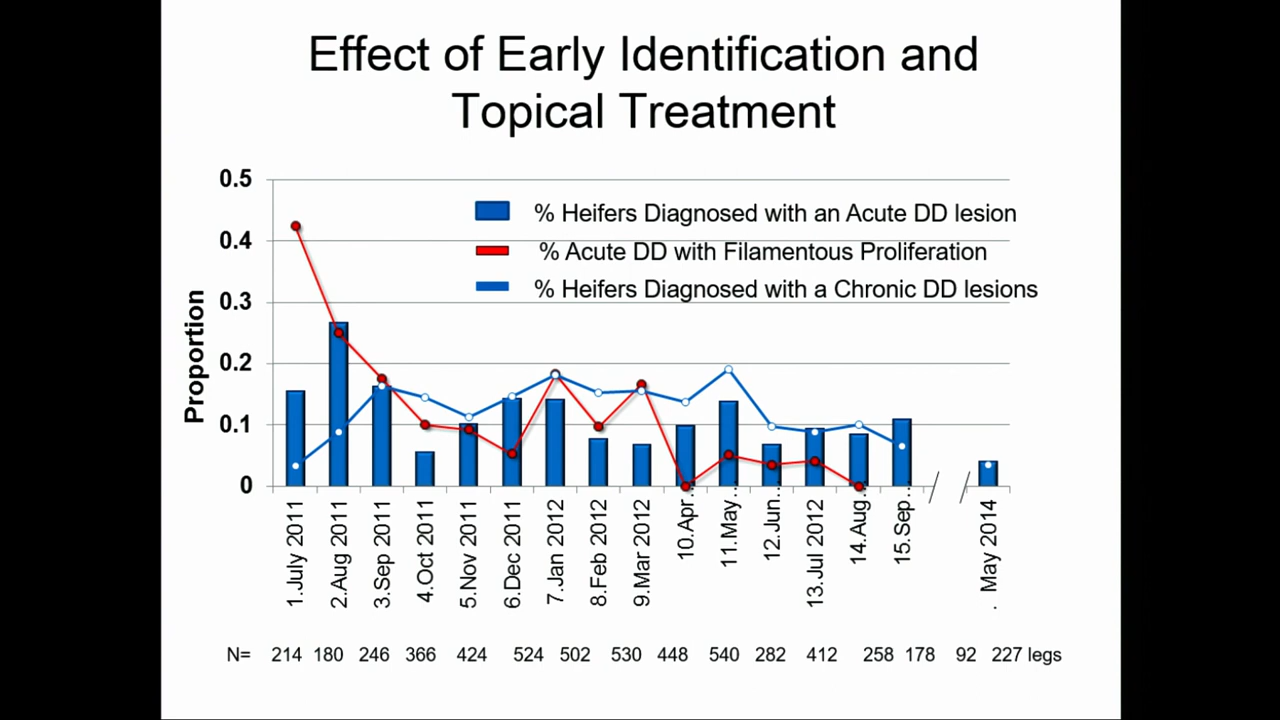 Effect of Early Identification and
Topical Treatment
0.5
0.4
0.3
0.2
0.1
0
Proportion
% Heifers Diagnosed with an Acute DD lesion
% Acute DD with Filamentous Proliferation
% Heifers Diagnosed with a Chronic DD lesions
1.July 2011
2.Aug 2011
3.Sep 2011
4.Oct 2011
5.Nov 2011
6.Dec 2011
7.Jan 2012
8.Feb 2012
9.Mar 2012
10.Apr…
11.May…
12.Jun…
13.Jul 2012
14.Aug…
15.Sep…
. May 2014
N= 214 180 246 366 424 524 502 530 448 540 282 412 258 178 92 227 legs